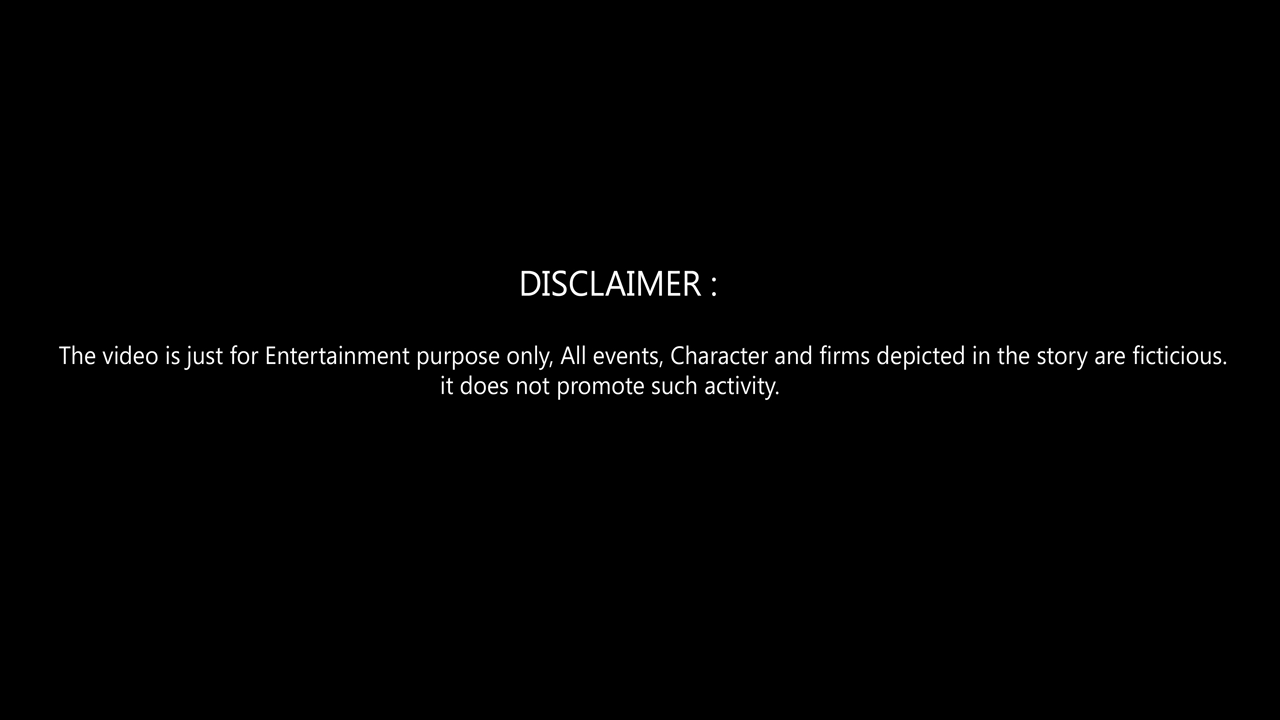 DISCLAIMER :
The video is just for Entertainment purpose only, All events, Character and firms depicted in the story are ficticious.
it does not promote such activity.